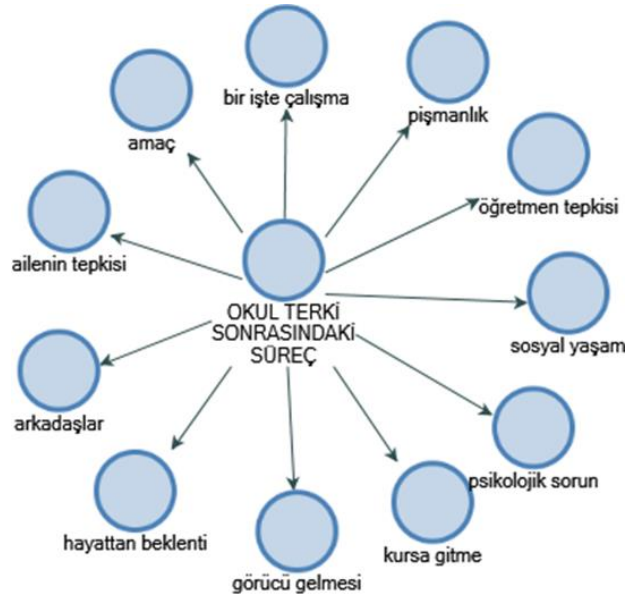 bir işte çalışma
pişmanlık
amaç
öğretmen tepkisi
ailenin tepkisi
OKUL TERKİ
SONRASINDAKİ
SÜREÇ
sosyal yaşam
arkadaşlar
psikolojik sorun
hayattan beklenti
kursa gitme
görücü gelmesi